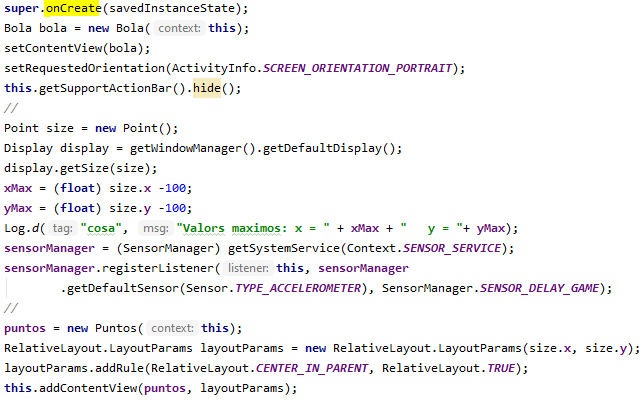 super.onCreate(savedInstanceState);
Bola bola = new Bola( context: this);
setContentView(bola);
setRequestedOrientation(ActivityInfo.SCREEN_ORIENTATION_PORTRAIT);
this.getSupportActionBar().hide();
//
Point size = new Point();
Display display = getWindowManager().getDefaultDisplay();
display.getSize(size);
xMax = (float) size.x -100;
yMax = (float) size.y -100;
Log.d( tag: "cosa", msg: "Valors maximos: x = " + xMax + "   y = "+ yMax);
sensorManager = (SensorManager) getSystemService(Context.SENSOR_SERVICE);
sensorManager.registerListener( listener: this, sensorManager
.getDefaultSensor(Sensor.TYPE_ACCELEROMETER), SensorManager.SENSOR_DELAY_GAME);
//
puntos = new Puntos( context: this);
RelativeLayout.LayoutParams layoutParams = new RelativeLayout.LayoutParams(size.x, size.y);
layoutParams.addRule(RelativeLayout.CENTER_IN_PARENT, RelativeLayout.TRUE);
this.addContentView(puntos, layoutParams);